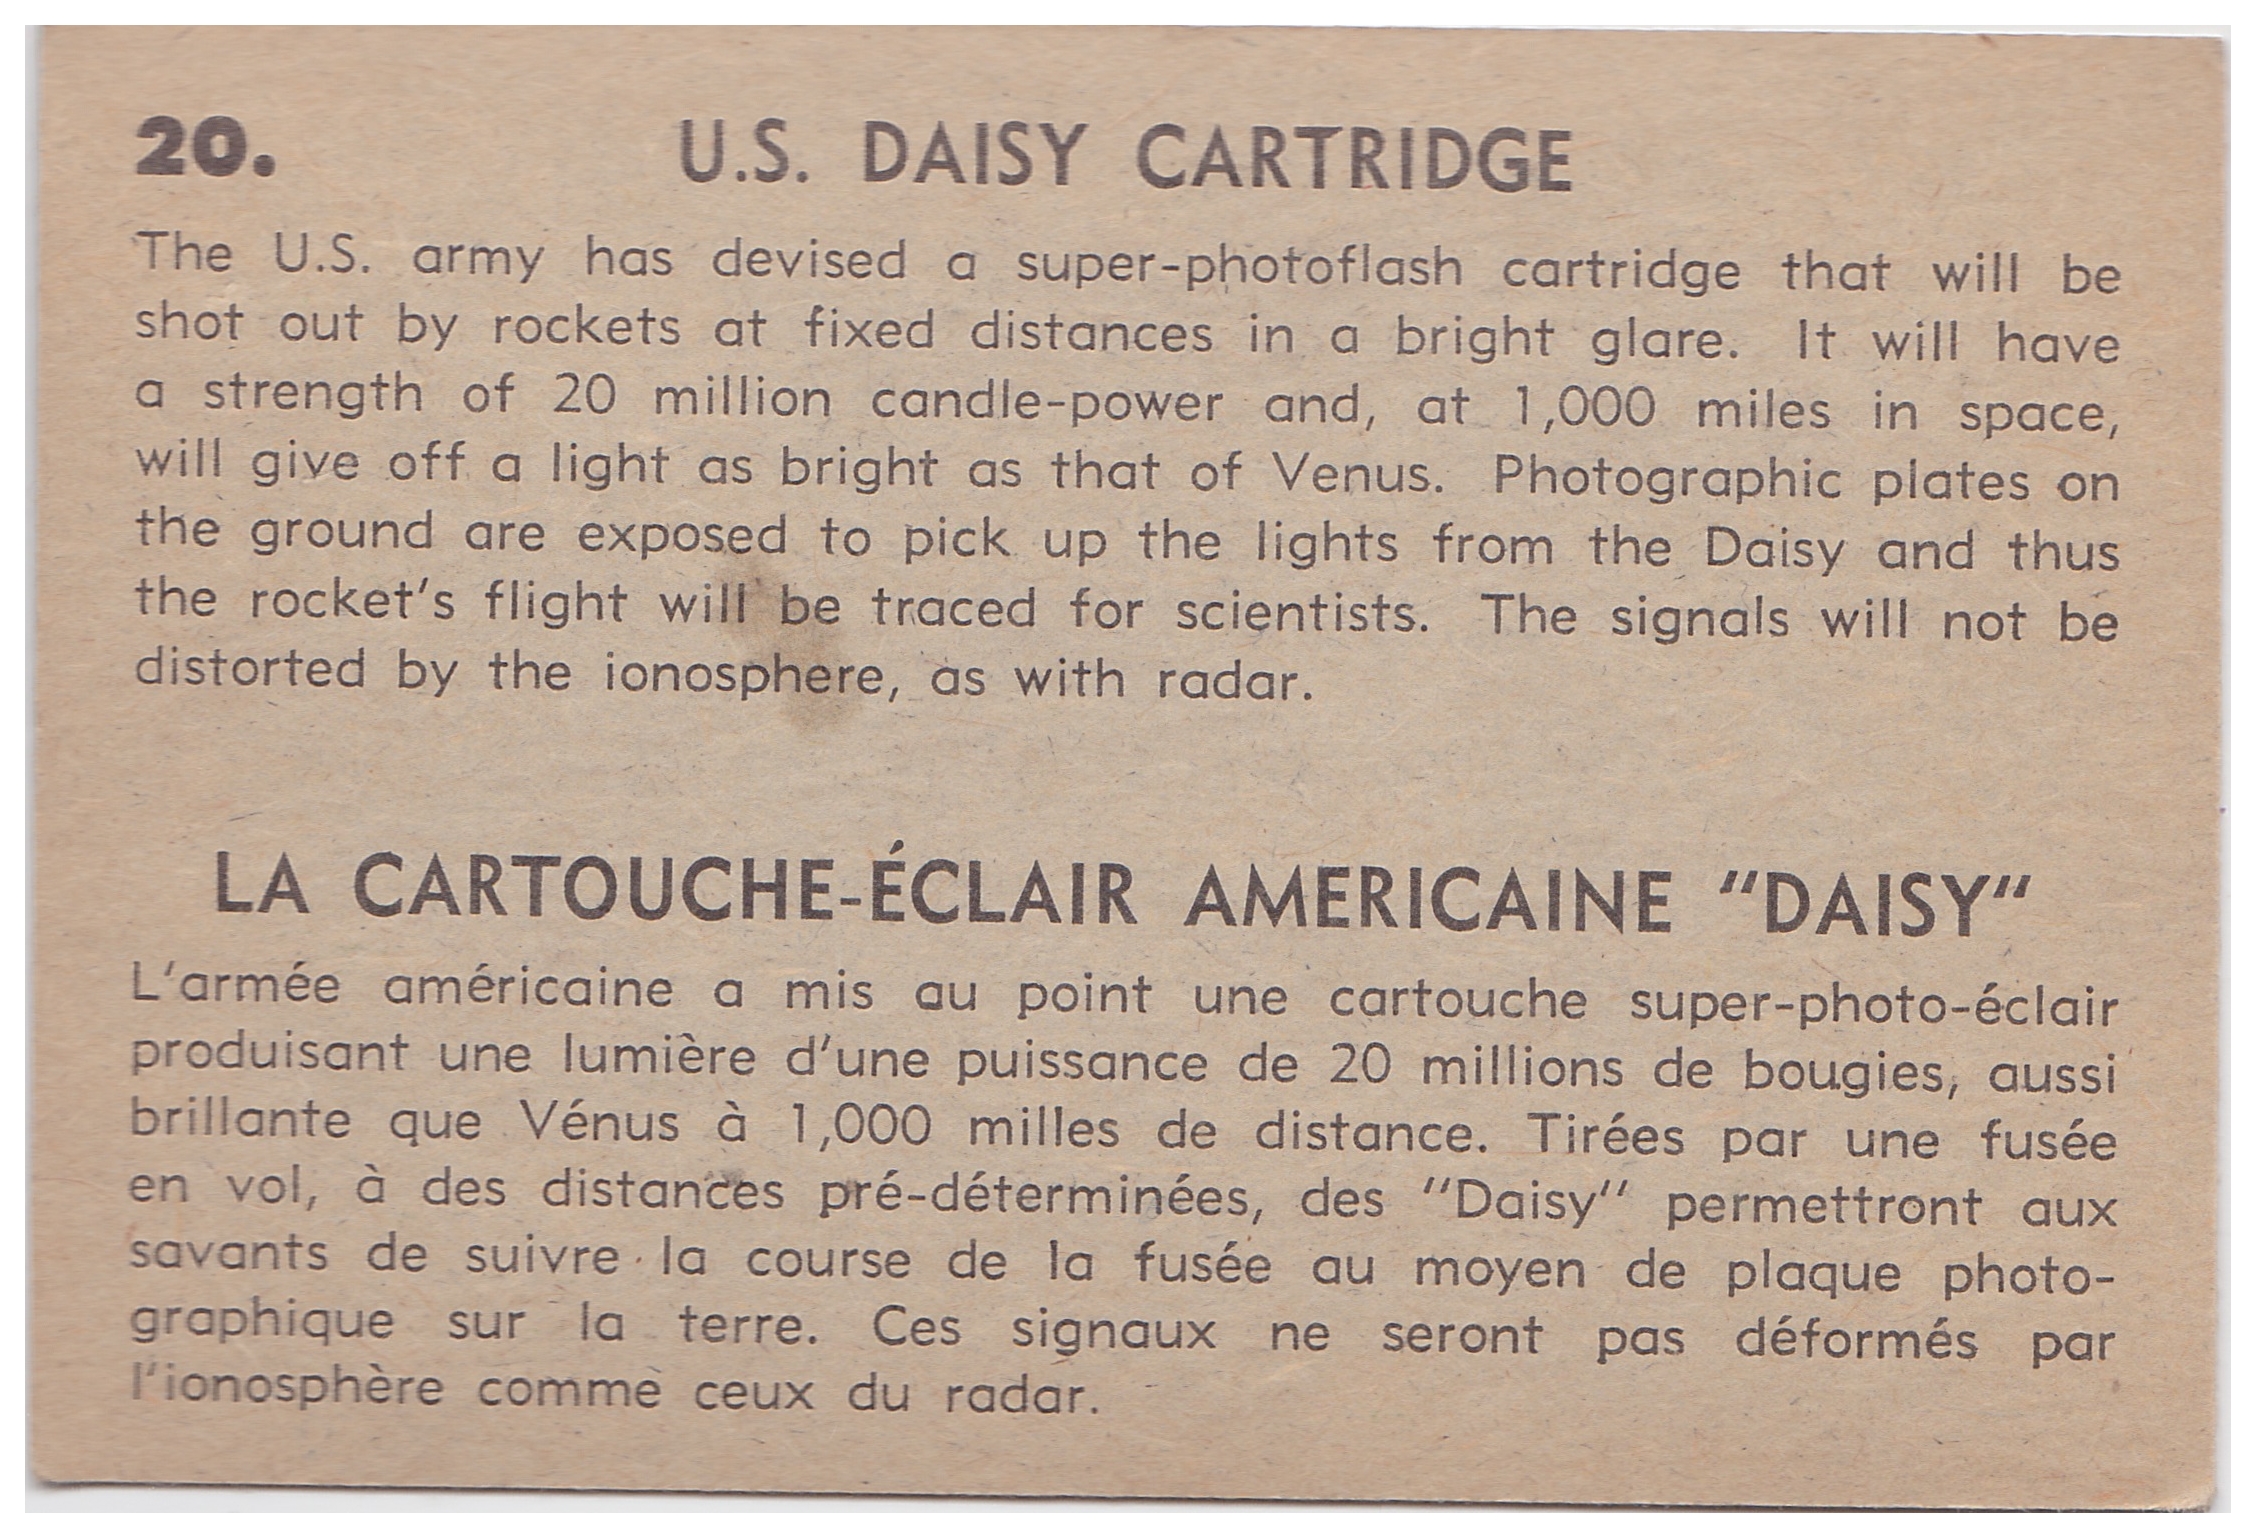 20. U.S. DAISY CARTRIDGE
The U.S. army has devised a super-photoflash cartridge that will be
shot out by rockets at fixed distances in a bright glare. It will have
a strength of 20 million candle-power and, at 1,000 miles in space,
will give off a light as bright as that of Venus. Photographic plates on
the ground are exposed to pick up the lights from the Daisy and thus
the rocket's flight will be traced for scientists. The signals will not be
distorted by the ionosphere, as with radar.
LA CARTOUCHE-ÉCLAIR AMERICAINE "DAISY"
L'armée américaine a mis au point une cartouche super-photo-éclair
produisant une lumière d'une puissance de 20 millions de bougies, aussi
brillante que Vénus à 1,000 milles de distance. Tirées par une fusée
en vol, à des distances pré-déterminées, des "Daisy" permettront aux
savants de suivre la course de la fusée au moyen de plaque photo-
graphique sur la terre. Ces signaux ne seront pas déformés par
l'ionosphère comme ceux du radar.